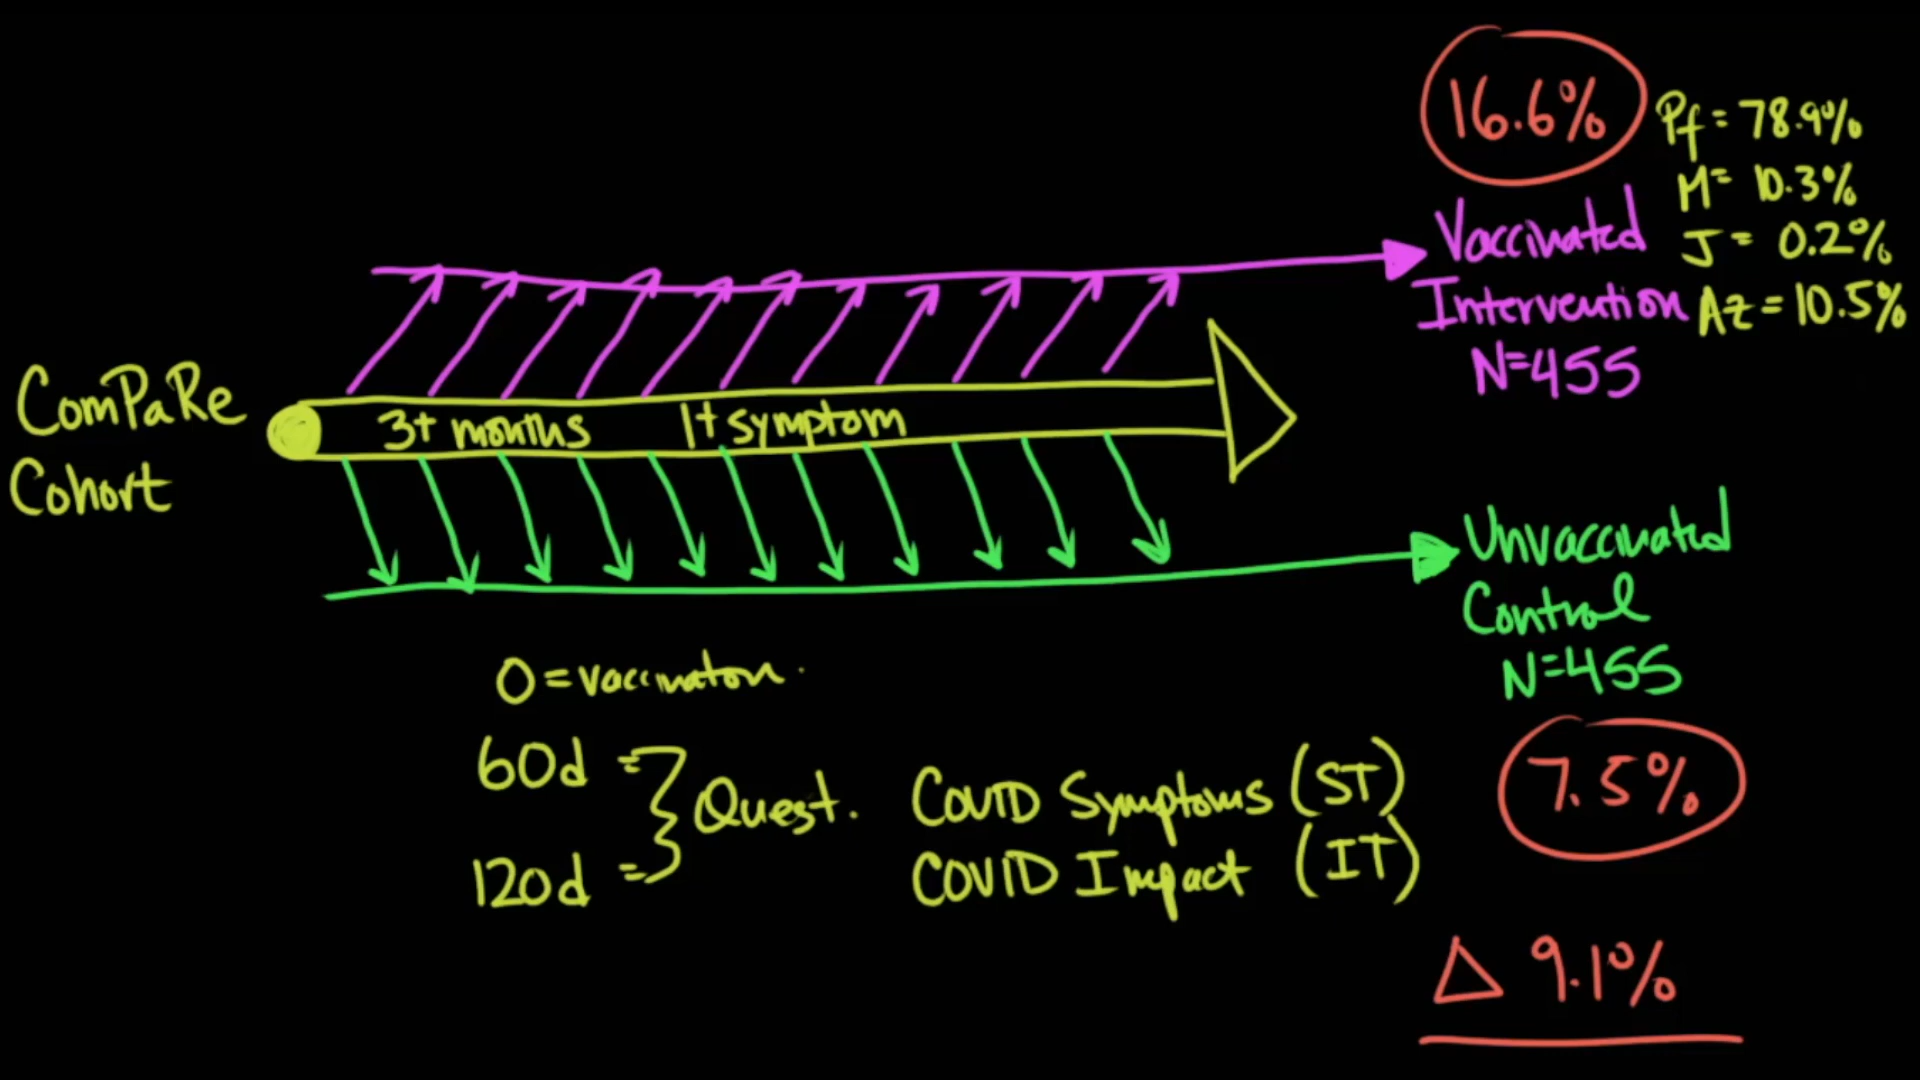 16.6%
Pf = 78.9%
M = 10.3%
J = 0.2%
Az = 10.5%
Vaccinated
Intervention
N=455
ComPaRe
Cohort
3+ months 1+ symptom
Unvaccinated
Control
N=455
7.5%
0 = vaccination.
60d =
120d =
Quest.
COVID Symptoms (ST)
COVID Impact (IT)
Δ 9.1%